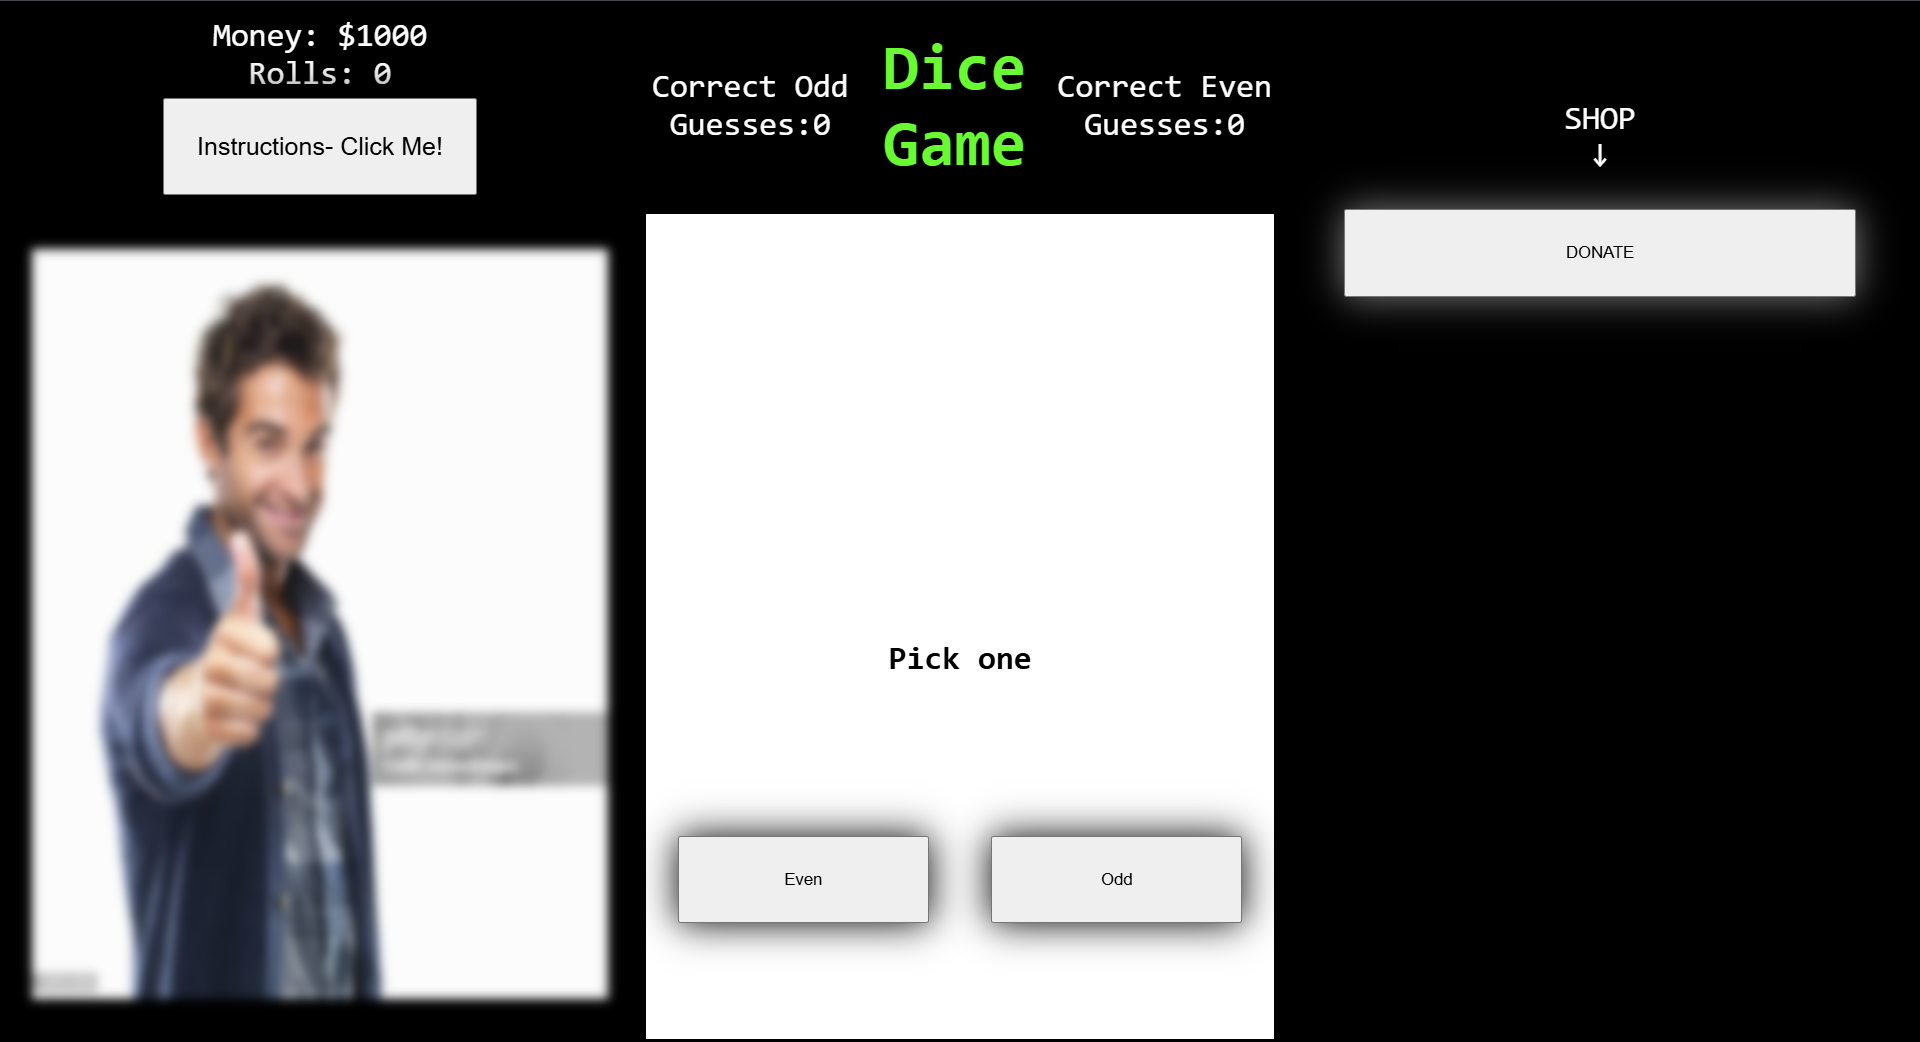 Money: $1000
Rolls: 0
Instructions- Click Me!
Correct Odd
Guesses:0
Dice
Game
Correct Even
Guesses:0
SHOP
↓
DONATE
Pick one
Even
Odd